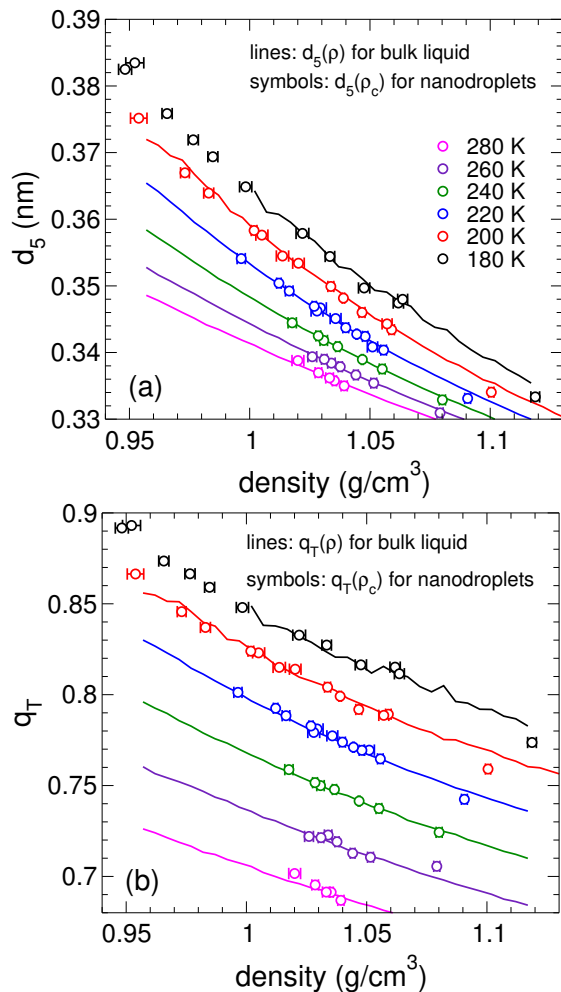 0.39
lines: d5(ρ) for bulk liquid
symbols: d5(ρc) for nanodroplets
0.38
280 K
0.37
260 K
240 K
220 K
0.36
200 K
180 K
d5 (nm)
0.35
0.34
(a)
0.33
0.95 1 1.05 1.1
density (g/cm³)
0.9
lines: qT(ρ) for bulk liquid
symbols: qT(ρc) for nanodroplets
0.85
0.8
qT
0.75
0.7
(b)
0.95 1 1.05 1.1
density (g/cm³)